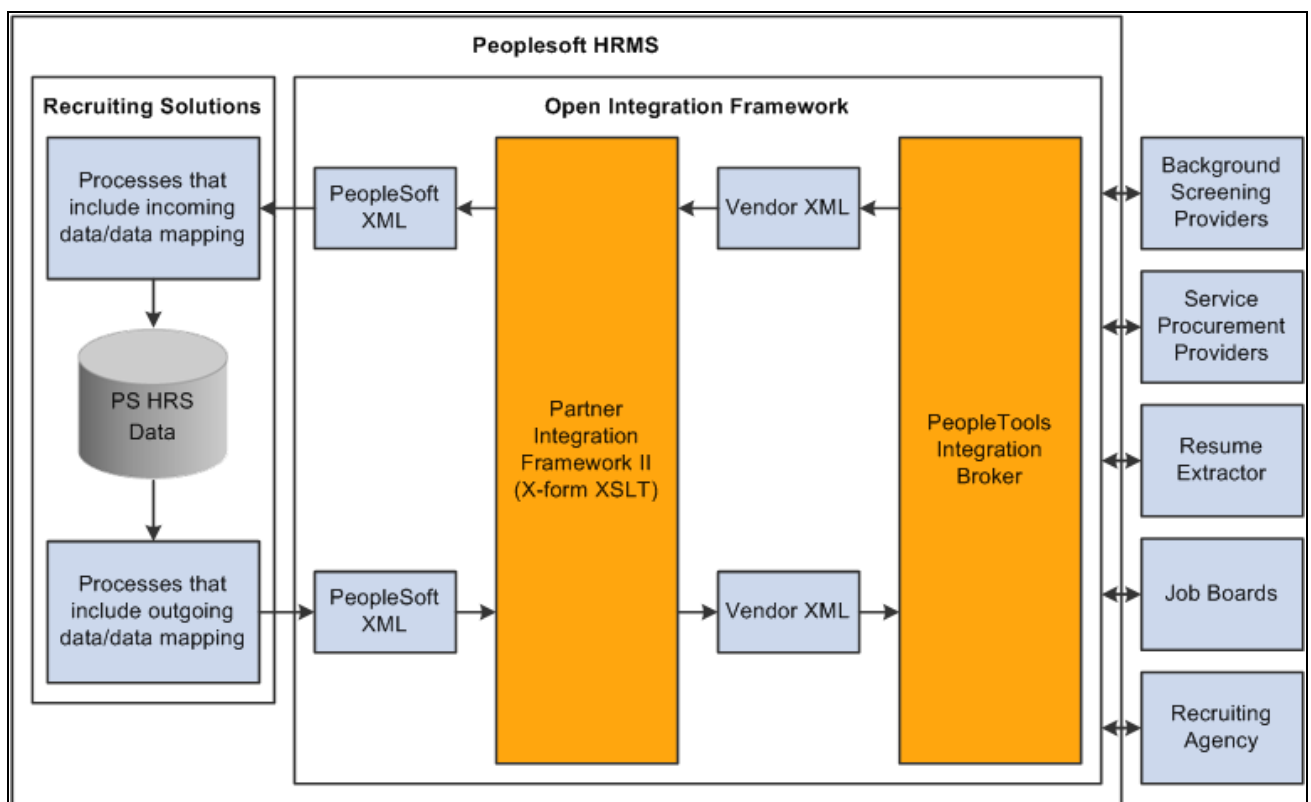 Peoplesoft HRMS
Recruiting Solutions
Open Integration Framework
Processes that
include incoming
data/data mapping
PeopleSoft
XML
Vendor XML
PS HRS
Data
Partner
Integration
Framework II
(X-form XSLT)
PeopleTools
Integration
Broker
Processes that
include outgoing
data/data mapping
PeopleSoft
XML
Vendor XML
Background
Screening
Providers
Service
Procurement
Providers
Resume
Extractor
Job Boards
Recruiting
Agency